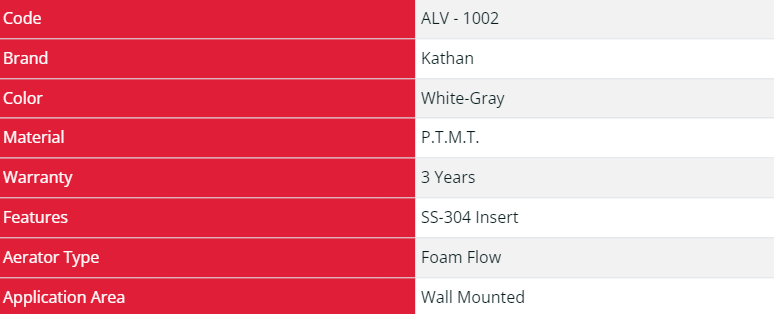 Code ALV - 1002
Brand Kathan
Color White-Gray
Material P.T.M.T.
Warranty 3 Years
Features SS-304 Insert
Aerator Type Foam Flow
Application Area Wall Mounted